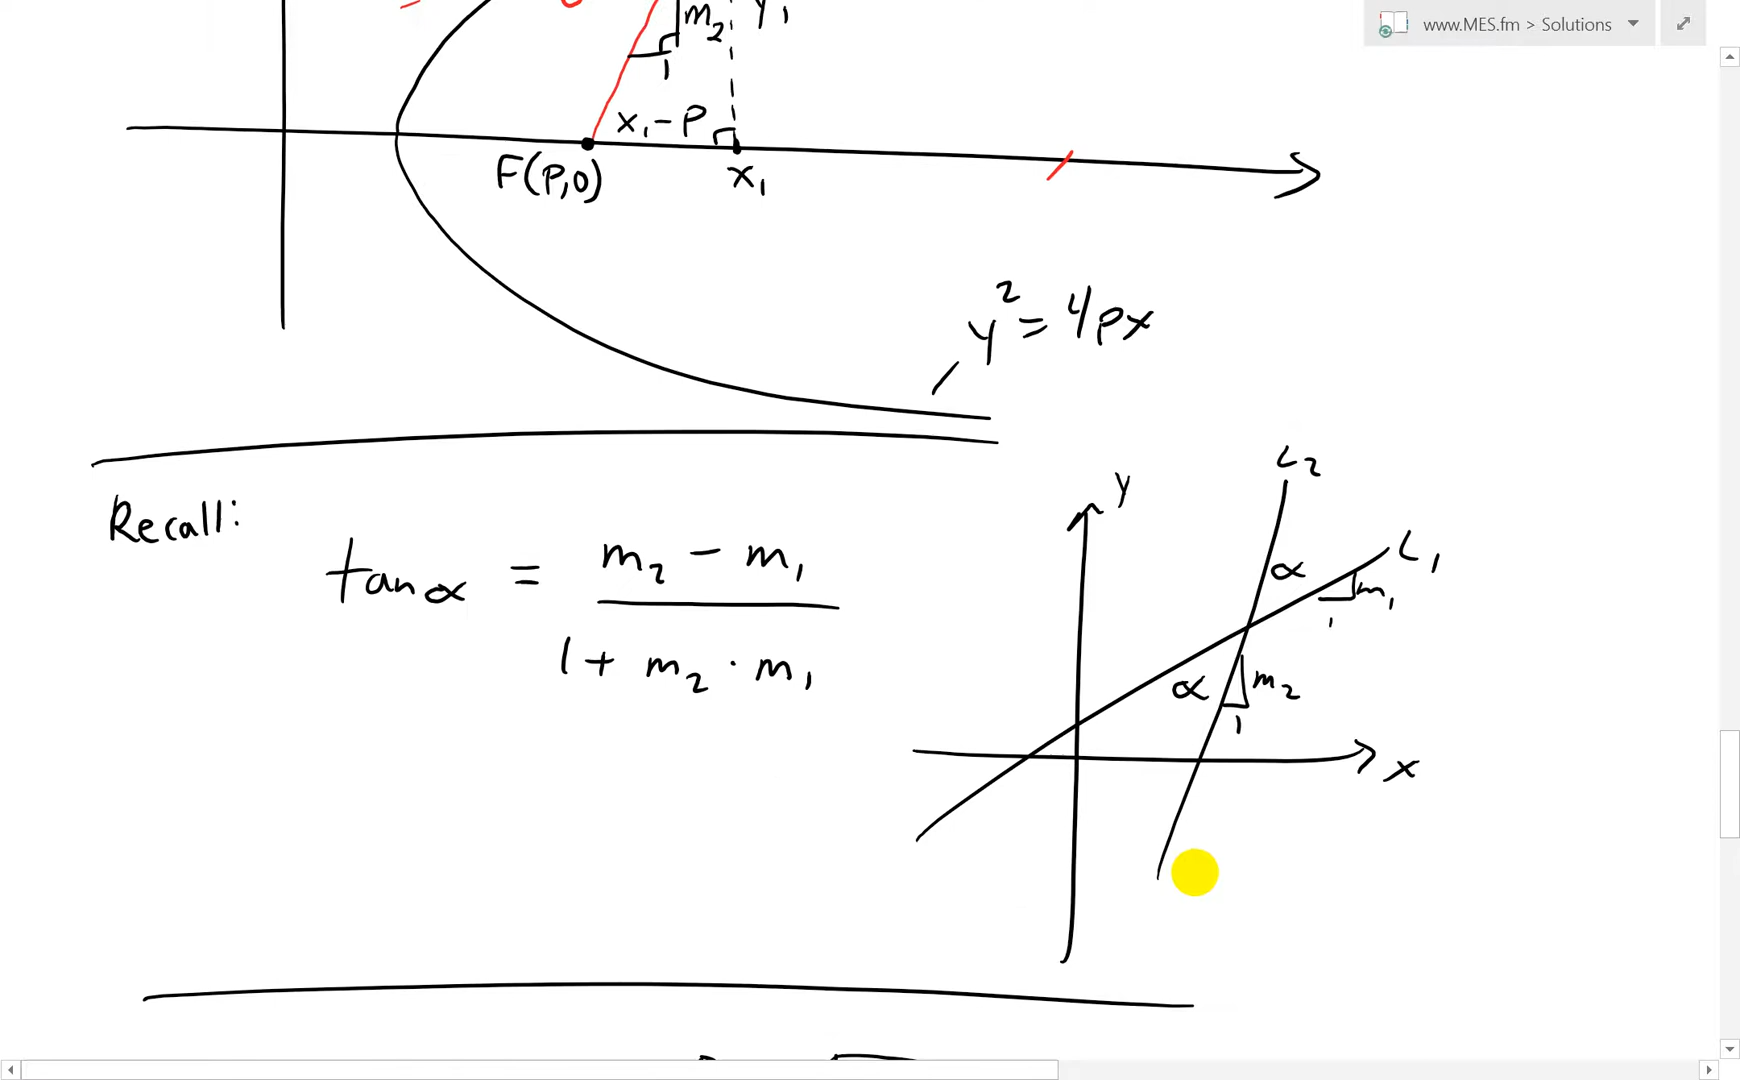 www.MES.fm > Solutions
m₂ y₁
1
x₁ - P
F(P,0) x₁
y² = 4px
Recall:
tan α = (m₂ - m₁) / (1 + m₂ · m₁)
L₂
y
L₁
α
m₁
1
α
m₂
1
x